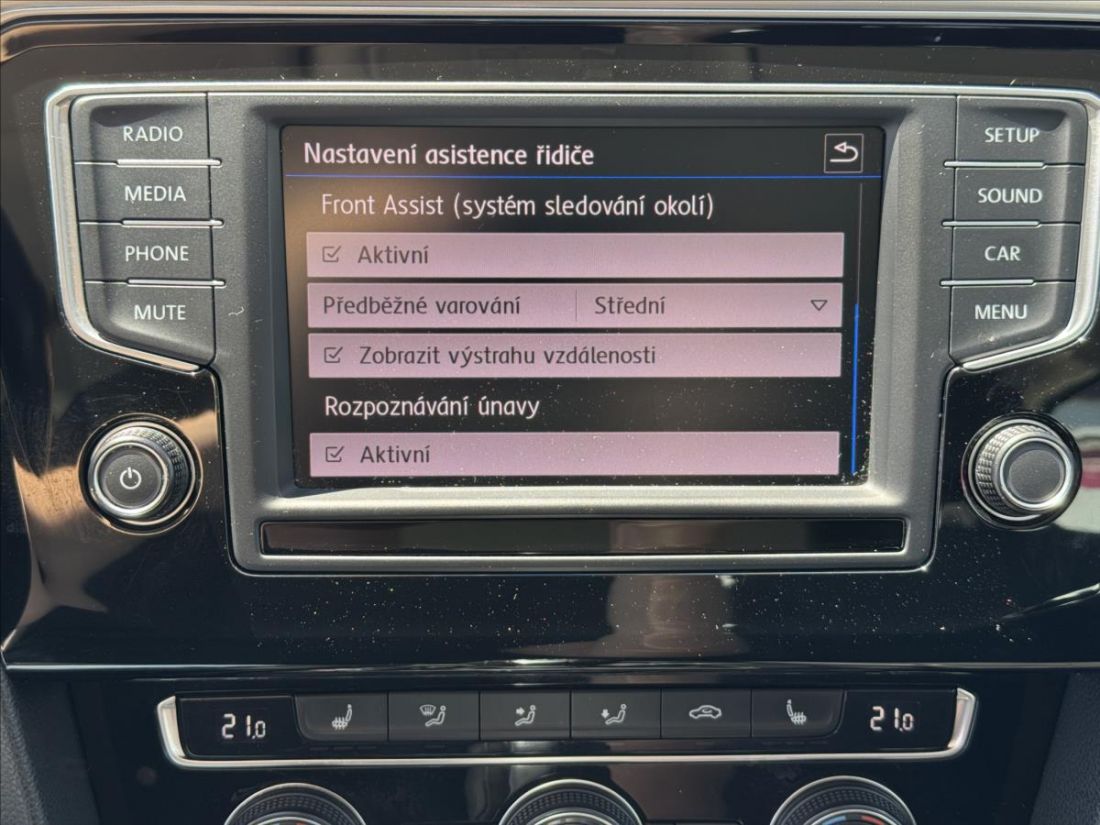 RADIO
MEDIA
PHONE
MUTE
Nastavení asistence řidiče
Front Assist (systém sledování okolí)
Aktivní
Předběžné varování Střední
Zobrazit výstrahu vzdálenosti
Rozpoznávání únavy
Aktivní
SETUP
SOUND
CAR
MENU
21.0
21.0